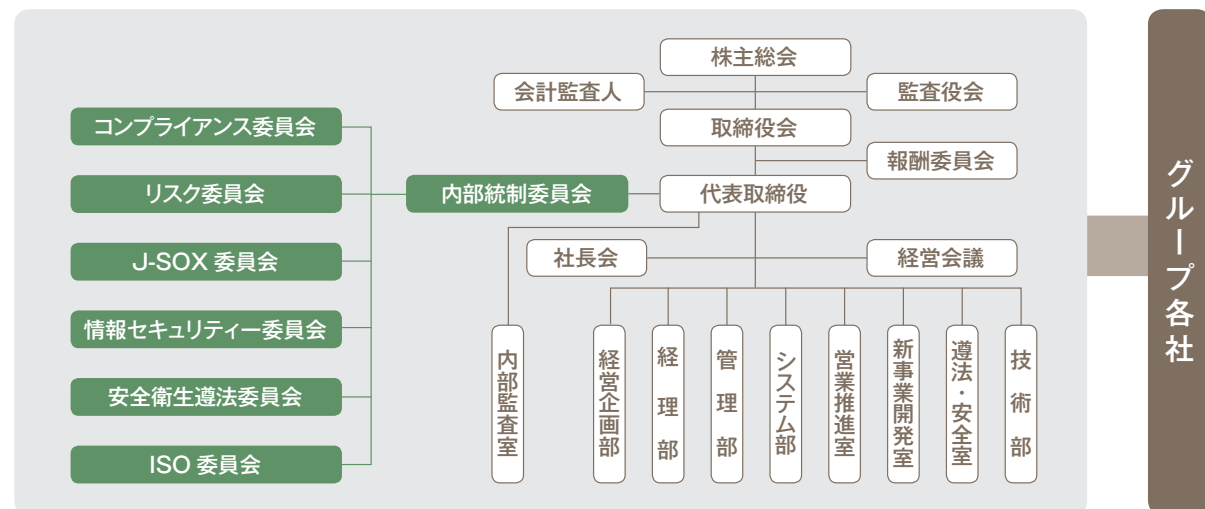 株主総会
会計監査人
監査役会
取締役会
報酬委員会
代表取締役
内部統制委員会
コンプライアンス委員会
リスク委員会
J-SOX 委員会
情報セキュリティー委員会
安全衛生遵法委員会
ISO 委員会
社長会
経営会議
内部監査室
経営企画部
経理部
管理部
システム部
営業推進室
新事業開発室
遵法・安全室
技術部
グループ各社